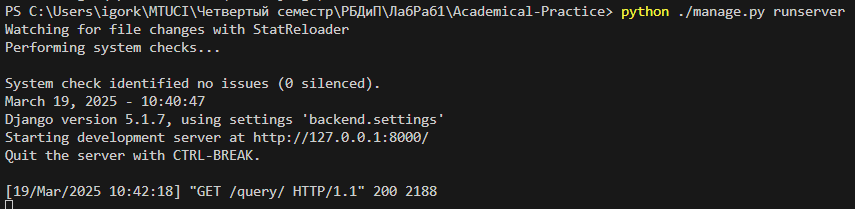 PS C:\Users\igork\MTUCI\Четвертый семестр\РБДиП\ЛабРаб1\Academical-Practice> python ./manage.py runserver
Watching for file changes with StatReloader
Performing system checks...

System check identified no issues (0 silenced).
March 19, 2025 - 10:40:47
Django version 5.1.7, using settings 'backend.settings'
Starting development server at http://127.0.0.1:8000/
Quit the server with CTRL-BREAK.

[19/Mar/2025 10:42:18] "GET /query/ HTTP/1.1" 200 2188